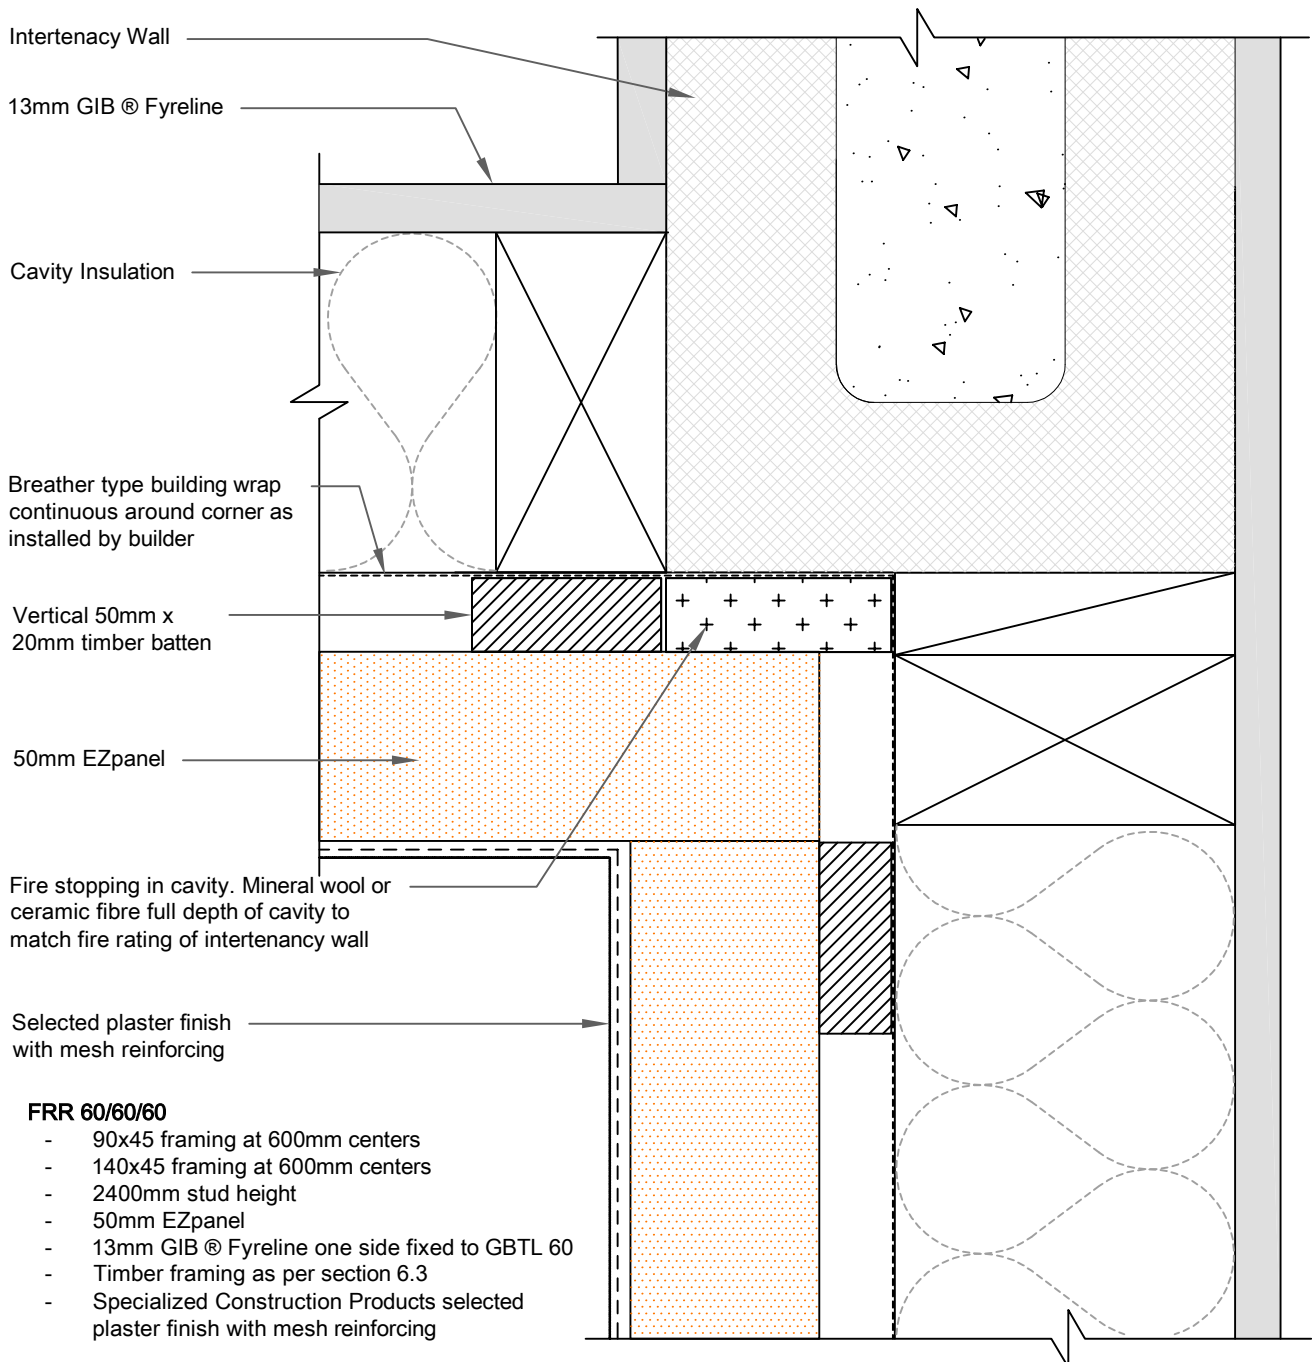 Intertenacy Wall
13mm GIB ® Fyreline
Cavity Insulation
Breather type building wrap
continuous around corner as
installed by builder
Vertical 50mm x
20mm timber batten
50mm EZpanel
Fire stopping in cavity. Mineral wool or
ceramic fibre full depth of cavity to
match fire rating of intertenancy wall
Selected plaster finish
with mesh reinforcing
FRR 60/60/60
- 90x45 framing at 600mm centers
- 140x45 framing at 600mm centers
- 2400mm stud height
- 50mm EZpanel
- 13mm GIB ® Fyreline one side fixed to GBTL 60
- Timber framing as per section 6.3
- Specialized Construction Products selected
plaster finish with mesh reinforcing